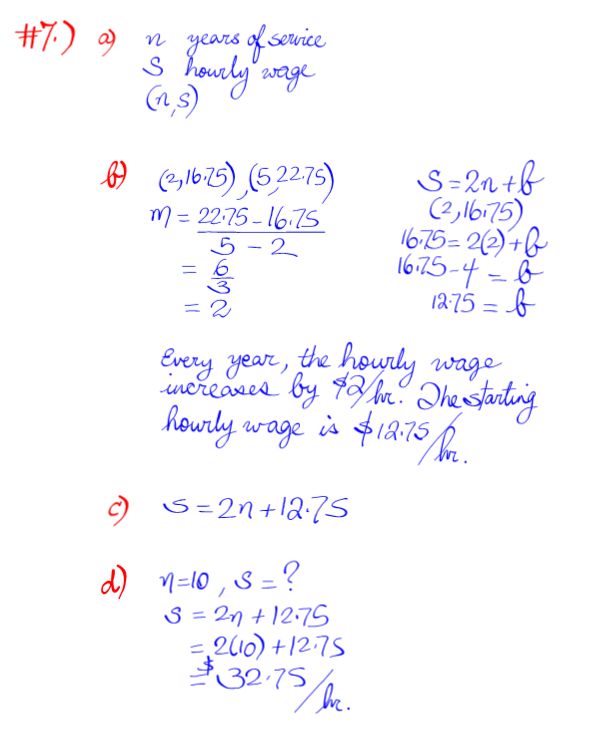 #7.) a) n years of service
S hourly wage
(n,s)
b) (2,16.75), (5,22.75)
m = 22.75 - 16.75
5 - 2
= 6
3
= 2
S = 2n + b
(2,16.75)
16.75 = 2(2) + b
16.75 - 4 = b
12.75 = b
Every year, the hourly wage
increases by $2/hr. The starting
hourly wage is $12.75/hr.
c) s = 2n + 12.75
d) n=10, s = ?
s = 2n + 12.75
= 2(10) + 12.75
= $32.75/hr.